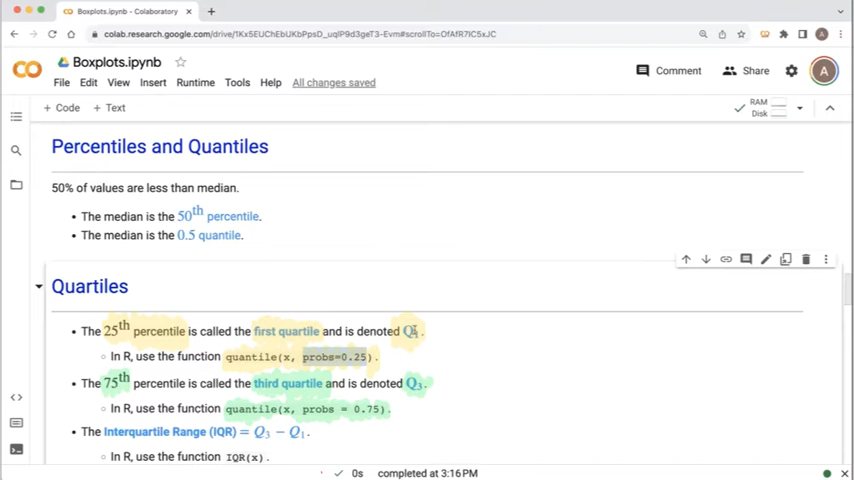 Boxplots.ipynb - Colaboratory
colab.research.google.com/drive/1Kx5EUChEbUKbPpsD_uqIP9d3geT3-Evm#scrollTo=OfAfR7lC5xJC
Boxplots.ipynb
Comment
Share
A
File Edit View Insert Runtime Tools Help All changes saved
+ Code + Text
RAM
Disk
Percentiles and Quantiles
50% of values are less than median.
• The median is the 50th percentile.
• The median is the 0.5 quantile.
Quartiles
• The 25th percentile is called the first quartile and is denoted Q1.
In R, use the function quantile(x, probs=0.25).
• The 75th percentile is called the third quartile and is denoted Q3.
In R, use the function quantile(x, probs = 0.75).
• The Interquartile Range (IQR) = Q3 − Q1.
In R, use the function IQR(x).
0s completed at 3:16 PM